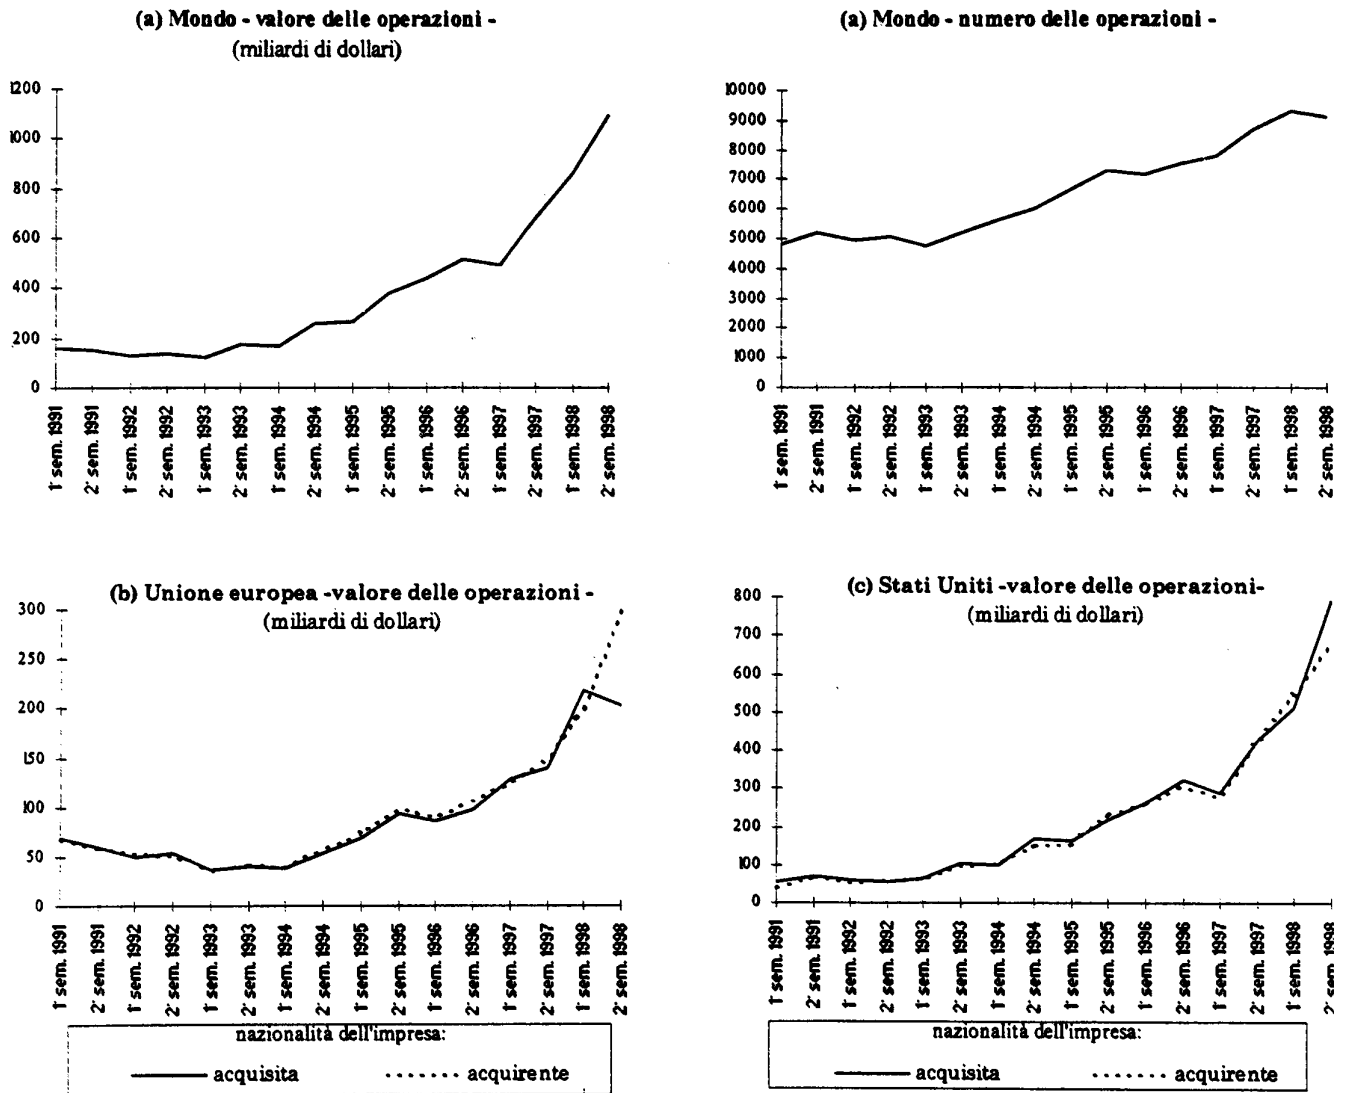 (a) Mondo - valore delle operazioni -
(miliardi di dollari)
1200
1000
800
600
400
200
0
1° sem. 1991
2° sem. 1991
1° sem. 1992
2° sem. 1992
1° sem. 1993
2° sem. 1993
1° sem. 1994
2° sem. 1994
1° sem. 1995
2° sem. 1995
1° sem. 1996
2° sem. 1996
1° sem. 1997
2° sem. 1997
1° sem. 1998
2° sem. 1998
(a) Mondo - numero delle operazioni -
10000
9000
8000
7000
6000
5000
4000
3000
2000
1000
0
1° sem. 1991
2° sem. 1991
1° sem. 1992
2° sem. 1992
1° sem. 1993
2° sem. 1993
1° sem. 1994
2° sem. 1994
1° sem. 1995
2° sem. 1995
1° sem. 1996
2° sem. 1996
1° sem. 1997
2° sem. 1997
1° sem. 1998
2° sem. 1998
(b) Unione europea -valore delle operazioni -
(miliardi di dollari)
300
250
200
150
100
50
0
1° sem. 1991
2° sem. 1991
1° sem. 1992
2° sem. 1992
1° sem. 1993
2° sem. 1993
1° sem. 1994
2° sem. 1994
1° sem. 1995
2° sem. 1995
1° sem. 1996
2° sem. 1996
1° sem. 1997
2° sem. 1997
1° sem. 1998
2° sem. 1998
nazionalità dell'impresa:
acquisita acquirente
(c) Stati Uniti -valore delle operazioni-
(miliardi di dollari)
800
700
600
500
400
300
200
100
0
1° sem. 1991
2° sem. 1991
1° sem. 1992
2° sem. 1992
1° sem. 1993
2° sem. 1993
1° sem. 1994
2° sem. 1994
1° sem. 1995
2° sem. 1995
1° sem. 1996
2° sem. 1996
1° sem. 1997
2° sem. 1997
1° sem. 1998
2° sem. 1998
nazionalità dell'impresa:
acquisita acquirente